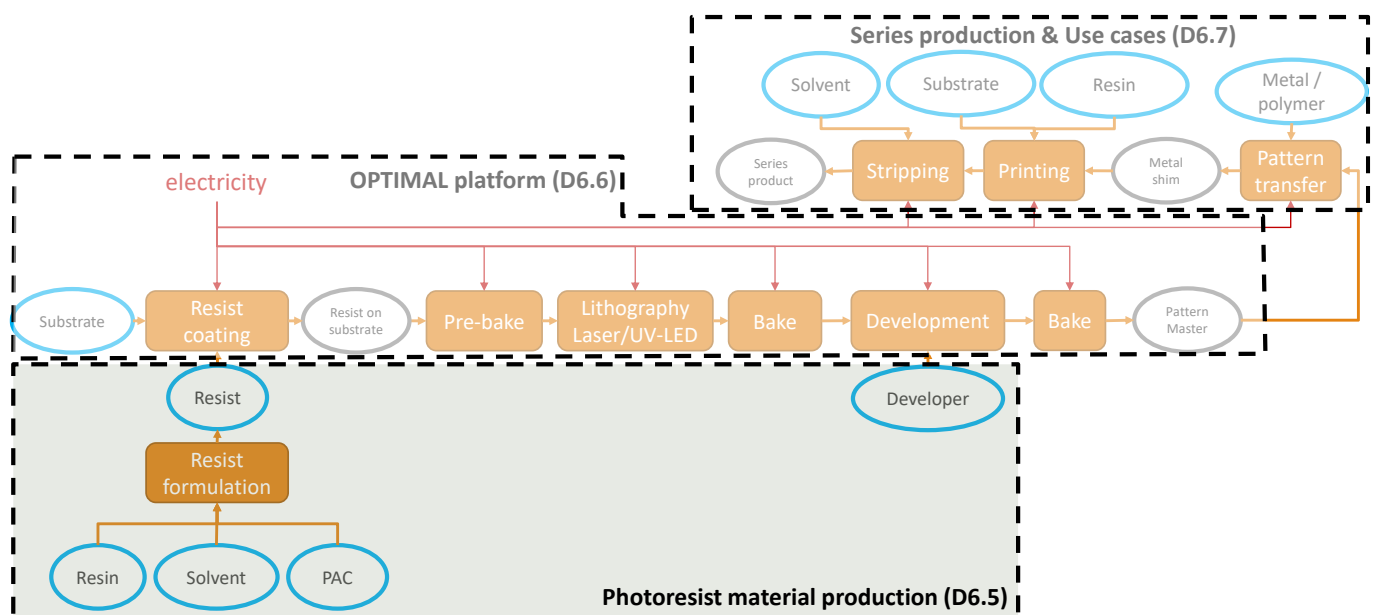 Series production & Use cases (D6.7)
Solvent
Substrate
Resin
Metal /
polymer
Series
product
Stripping
Printing
Metal
shim
Pattern
transfer
electricity
OPTIMAL platform (D6.6)
Substrate
Resist
coating
Resist on
substrate
Pre-bake
Lithography
Laser/UV-LED
Bake
Development
Bake
Pattern
Master
Resist
Developer
Resist
formulation
Resin
Solvent
PAC
Photoresist material production (D6.5)